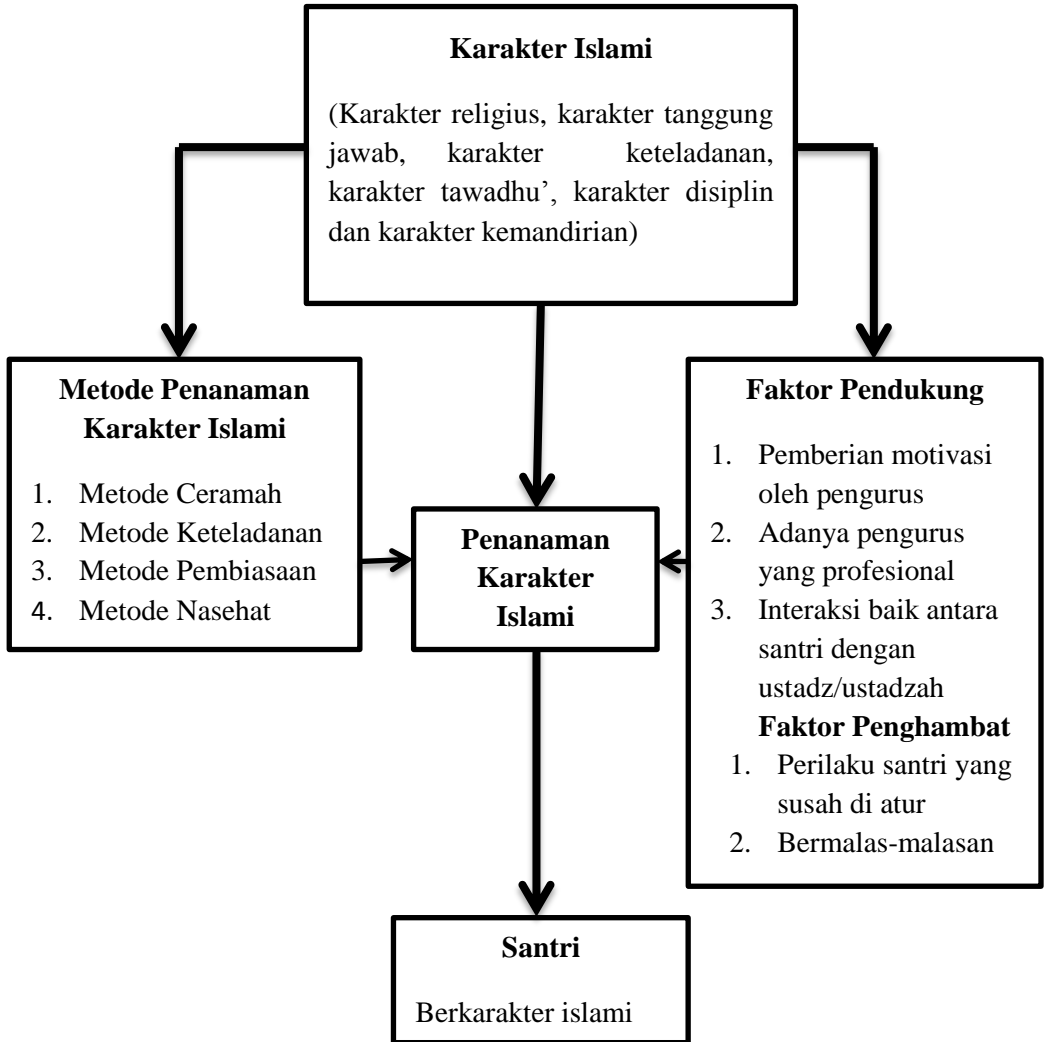 Karakter Islami
(Karakter religius, karakter tanggung
jawab, karakter keteladanan,
karakter tawadhu’, karakter disiplin
dan karakter kemandirian)
Metode Penanaman
Karakter Islami
1. Metode Ceramah
2. Metode Keteladanan
3. Metode Pembiasaan
4. Metode Nasehat
Penanaman
Karakter
Islami
Faktor Pendukung
1. Pemberian motivasi
oleh pengurus
2. Adanya pengurus
yang profesional
3. Interaksi baik antara
santri dengan
ustadz/ustadzah
Faktor Penghambat
1. Perilaku santri yang
susah di atur
2. Bermalas-malasan
Santri
Berkarakter islami